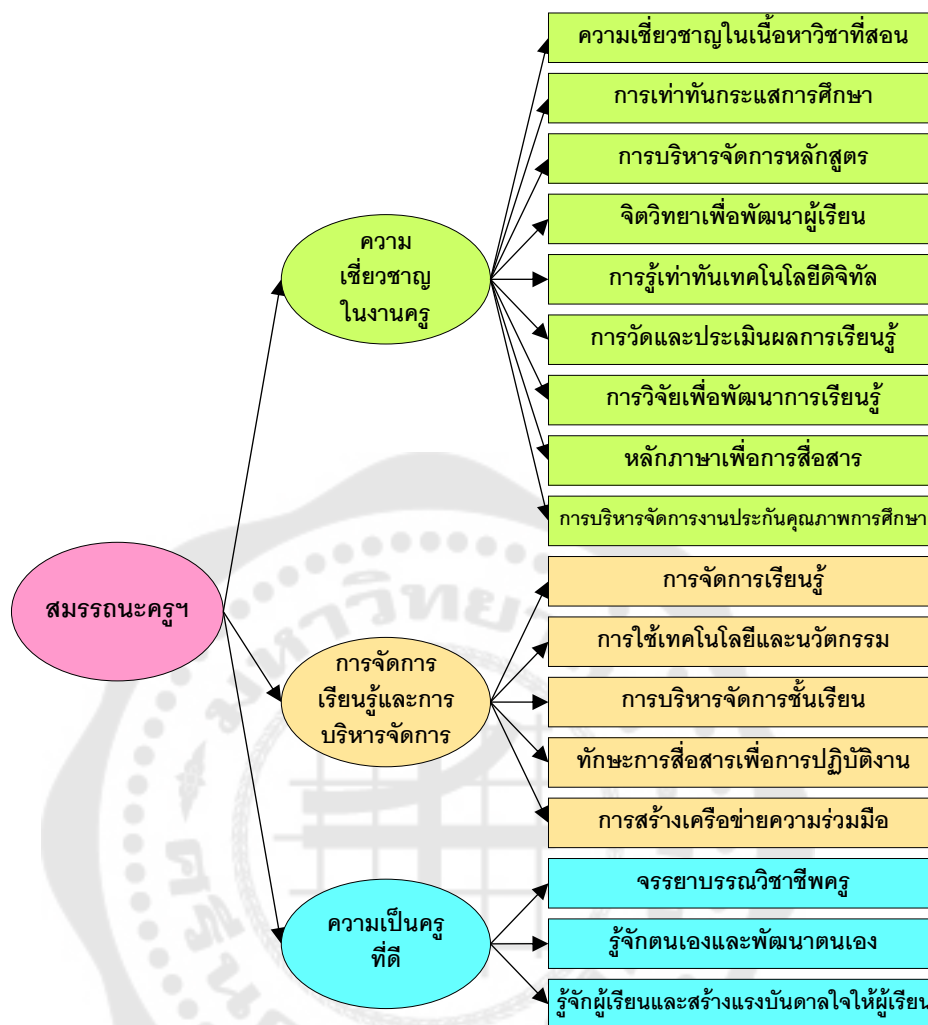 ความเชี่ยวชาญในเนื้อหาวิชาที่สอน
การเท่าทันกระแสการศึกษา
การบริหารจัดการหลักสูตร
จิตวิทยาเพื่อพัฒนาผู้เรียน
การรู้เท่าทันเทคโนโลยีดิจิทัล
การวัดและประเมินผลการเรียนรู้
การวิจัยเพื่อพัฒนาการเรียนรู้
หลักภาษาเพื่อการสื่อสาร
การบริหารจัดการงานประกันคุณภาพการศึกษา
ความ
เชี่ยวชาญ
ในงานครู
สมรรถนะครูฯ
การจัดการ
เรียนรู้และการ
บริหารจัดการ
การจัดการเรียนรู้
การใช้เทคโนโลยีและนวัตกรรม
การบริหารจัดการชั้นเรียน
ทักษะการสื่อสารเพื่อการปฏิบัติงาน
การสร้างเครือข่ายความร่วมมือ
ความเป็นครู
ที่ดี
จรรยาบรรณวิชาชีพครู
รู้จักตนเองและพัฒนาตนเอง
รู้จักผู้เรียนและสร้างแรงบันดาลใจให้ผู้เรียน